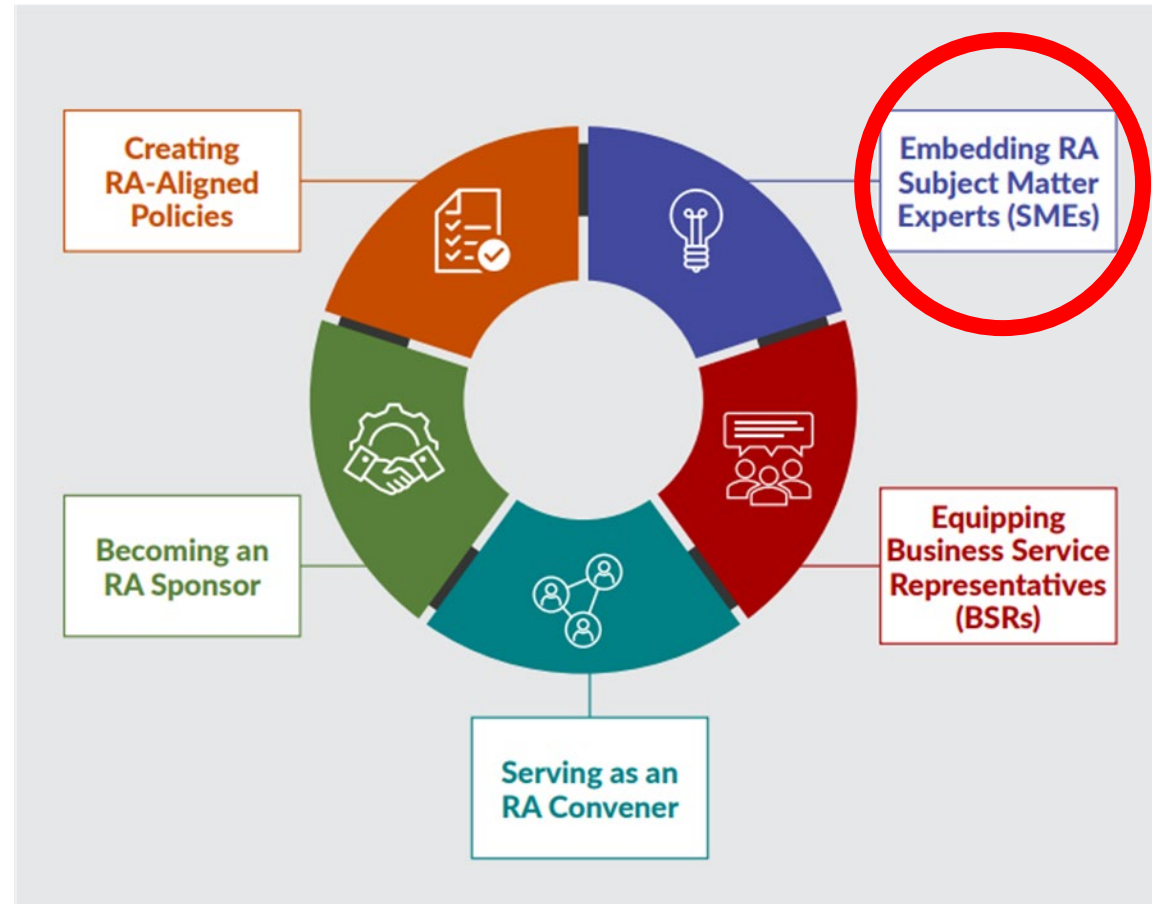 Creating
RA-Aligned
Policies
Embedding RA
Subject Matter
Experts (SMEs)
Becoming an
RA Sponsor
Equipping
Business Service
Representatives
(BSRs)
Serving as an
RA Convener